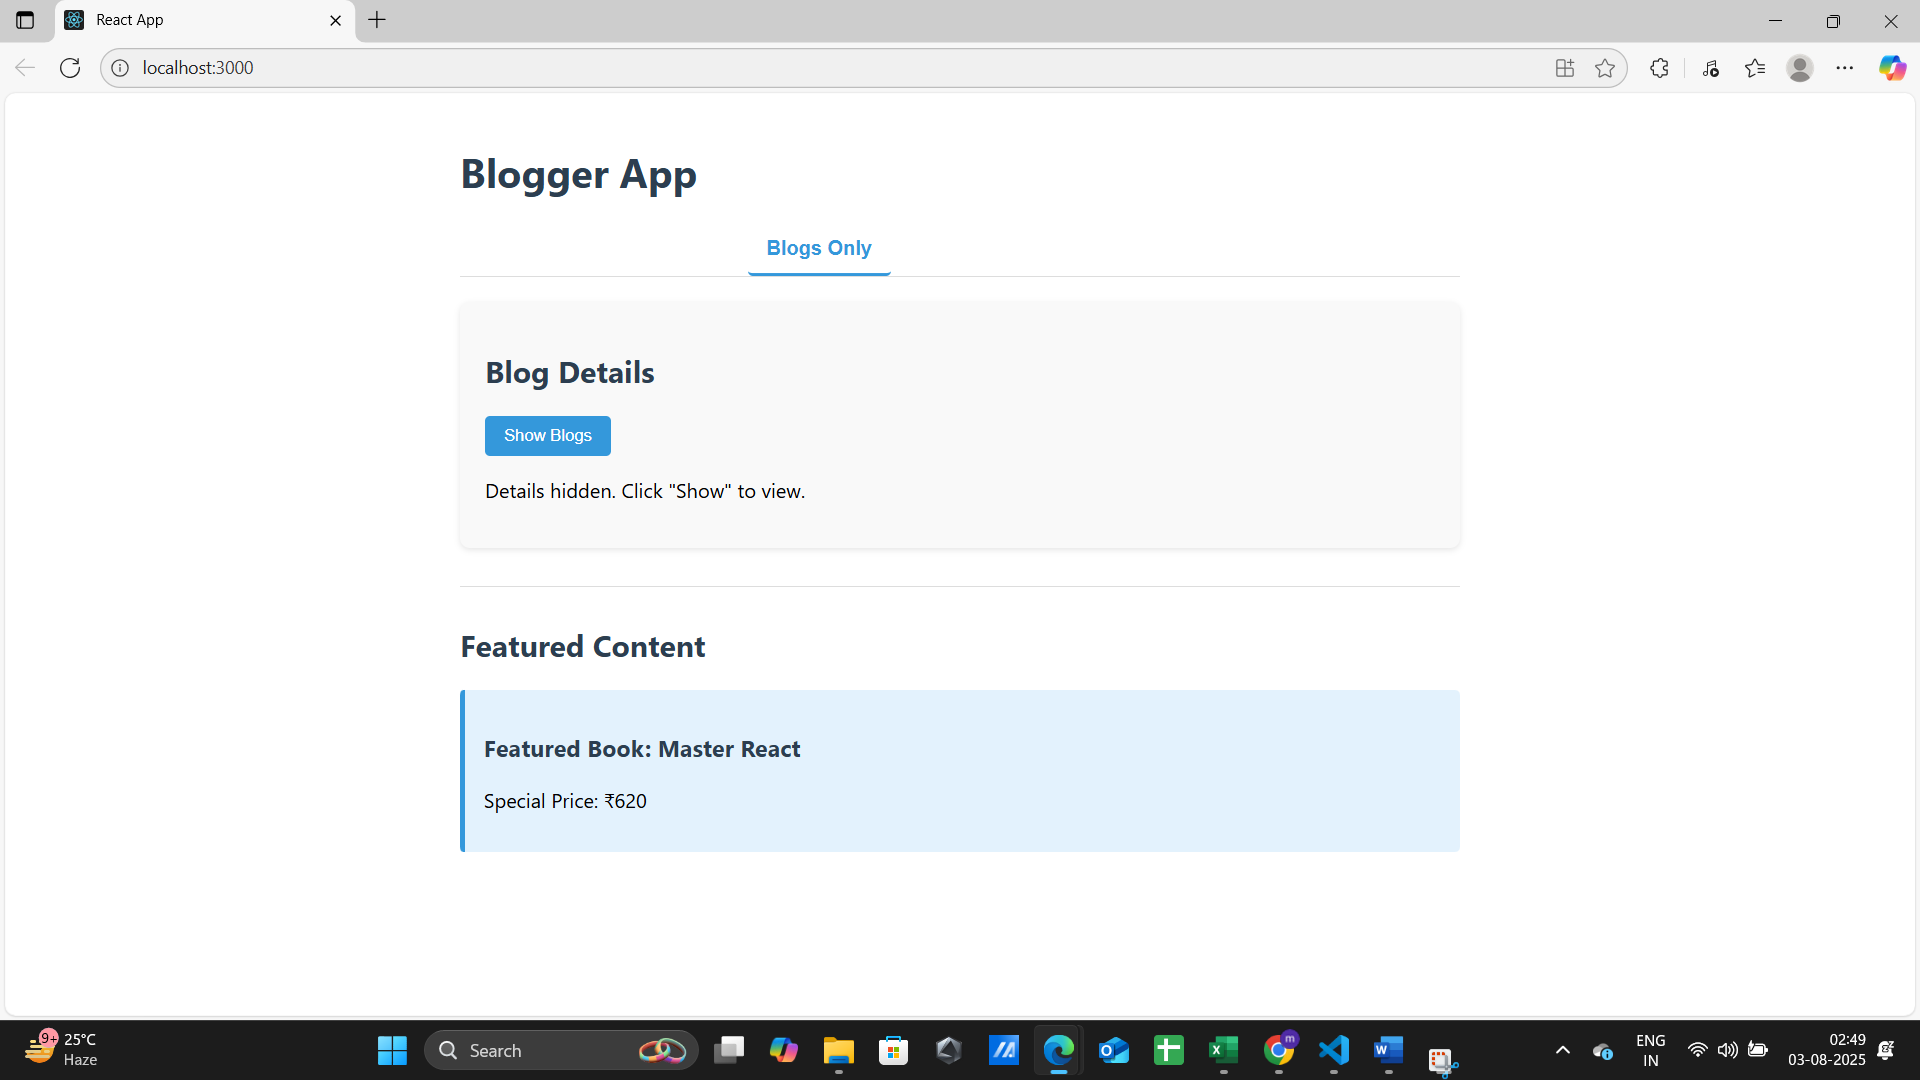 React App
localhost:3000
Blogger App
Blogs Only
Blog Details
Show Blogs
Details hidden. Click "Show" to view.
Featured Content
Featured Book: Master React
Special Price: ₹620
9+
25°C
Haze
Search
m
ENG
IN
02:49
03-08-2025